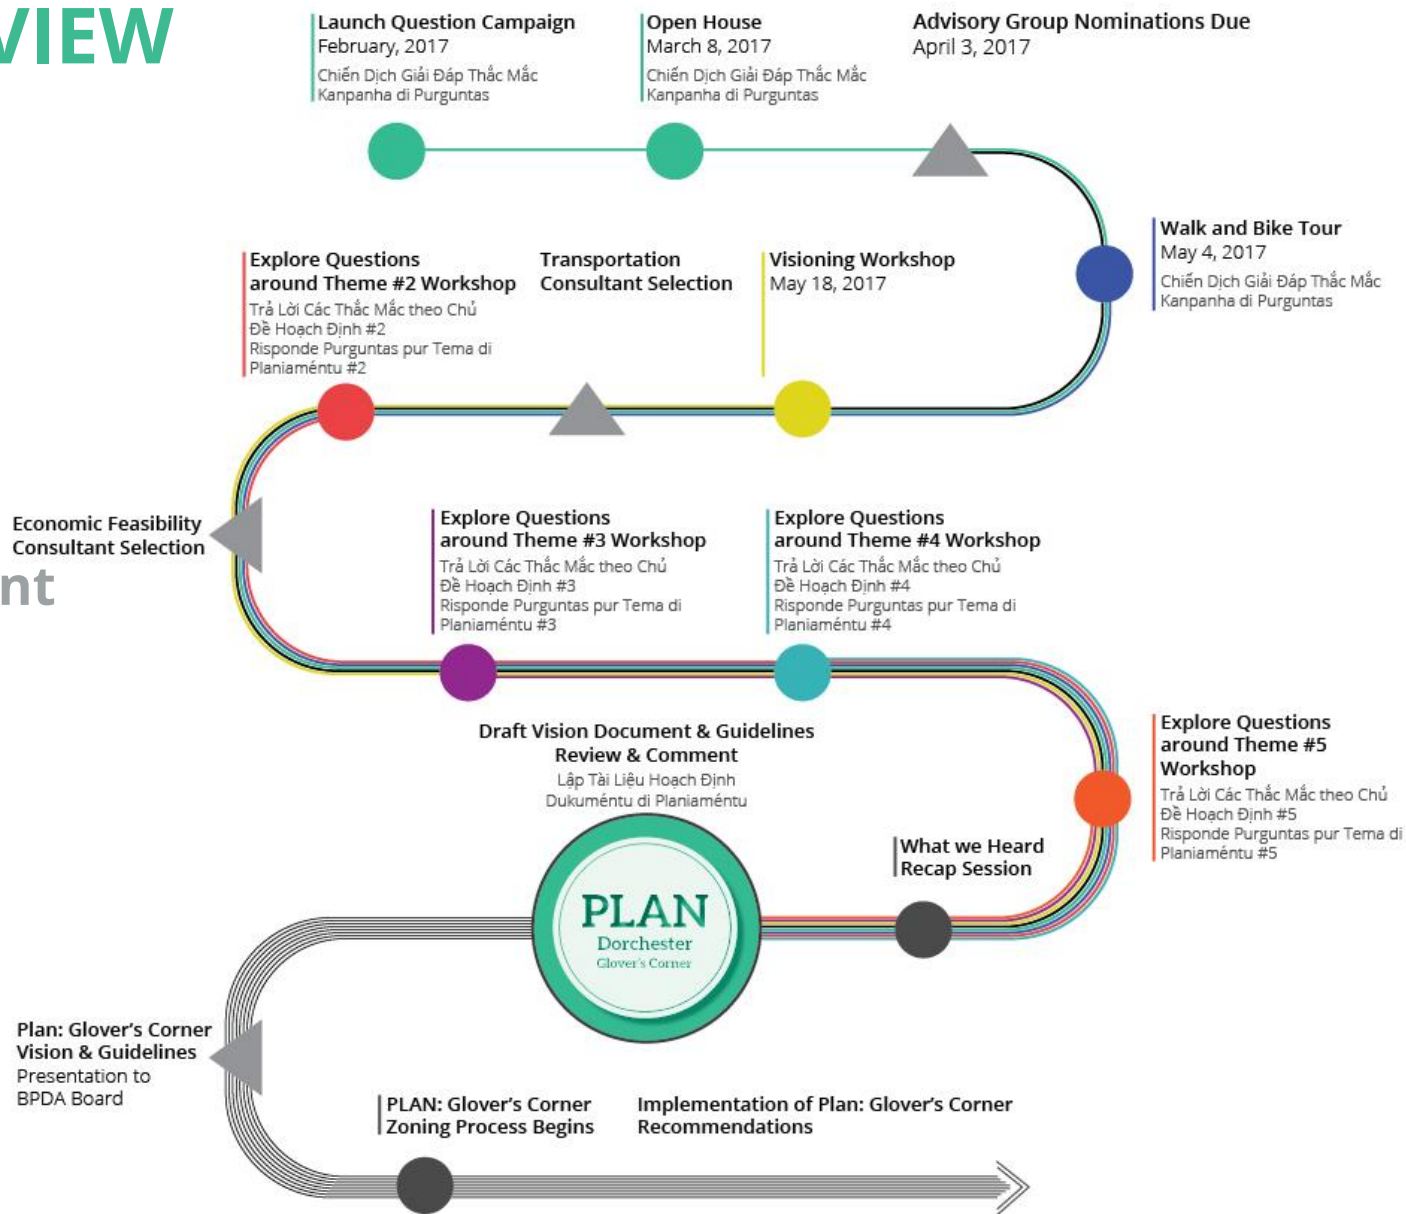 VIEW
Launch Question Campaign
February, 2017
Chiến Dịch Giải Đáp Thắc Mắc
Kanpanha di Purguntas
Open House
March 8, 2017
Chiến Dịch Giải Đáp Thắc Mắc
Kanpanha di Purguntas
Advisory Group Nominations Due
April 3, 2017
Walk and Bike Tour
May 4, 2017
Chiến Dịch Giải Đáp Thắc Mắc
Kanpanha di Purguntas
Visioning Workshop
May 18, 2017
Transportation
Consultant Selection
Explore Questions
around Theme #2 Workshop
Trả Lời Các Thắc Mắc theo Chủ
Đề Hoạch Định #2
Risponde Purguntas pur Tema di
Planiaméntu #2
Economic Feasibility
Consultant Selection
nt
Explore Questions
around Theme #3 Workshop
Trả Lời Các Thắc Mắc theo Chủ
Đề Hoạch Định #3
Risponde Purguntas pur Tema di
Planiaméntu #3
Explore Questions
around Theme #4 Workshop
Trả Lời Các Thắc Mắc theo Chủ
Đề Hoạch Định #4
Risponde Purguntas pur Tema di
Planiaméntu #4
Explore Questions
around Theme #5
Workshop
Trả Lời Các Thắc Mắc theo Chủ
Đề Hoạch Định #5
Risponde Purguntas pur Tema di
Planiaméntu #5
What we Heard
Recap Session
Draft Vision Document & Guidelines
Review & Comment
Lập Tài Liệu Hoạch Định
Dukuméntu di Planiaméntu
PLAN
Dorchester
Glover's Corner
Plan: Glover's Corner
Vision & Guidelines
Presentation to
BPDA Board
PLAN: Glover's Corner
Zoning Process Begins
Implementation of Plan: Glover's Corner
Recommendations